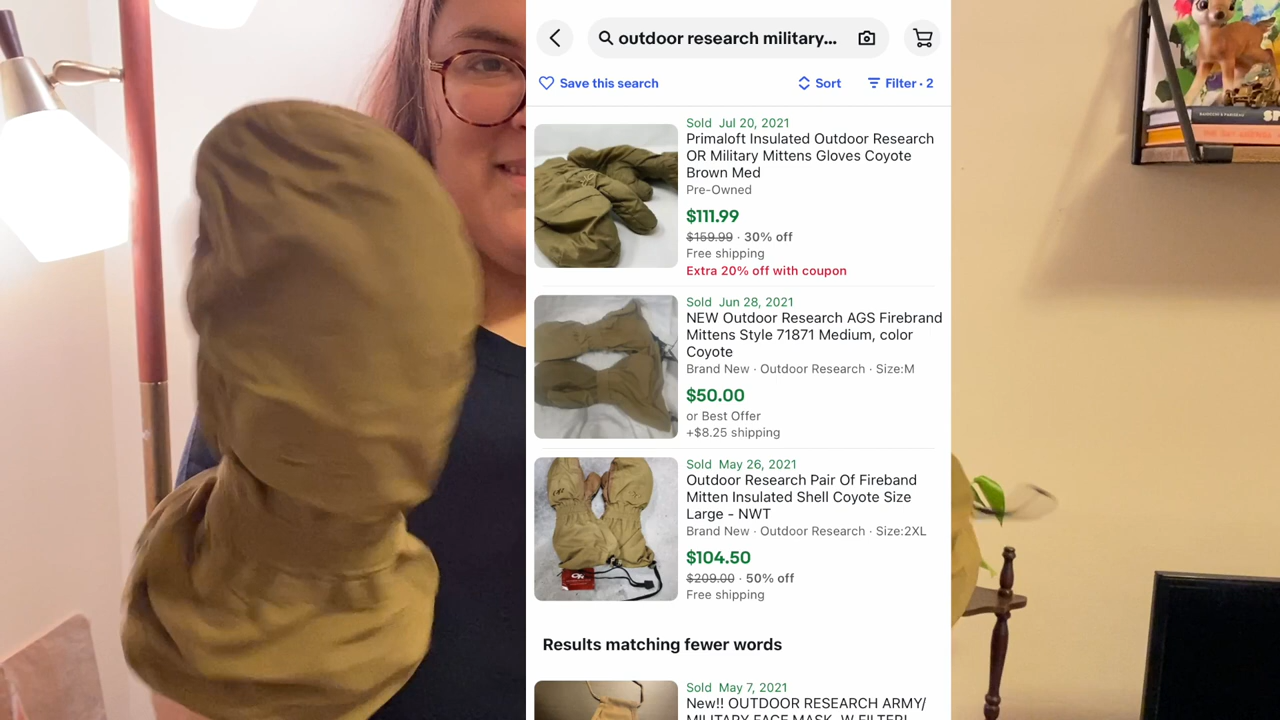 outdoor research military...
Save this search
Sort
Filter · 2
Sold Jul 20, 2021
Primaloft Insulated Outdoor Research
OR Military Mittens Gloves Coyote
Brown Med
Pre-Owned
$111.99
$159.99 · 30% off
Free shipping
Extra 20% off with coupon
Sold Jun 28, 2021
NEW Outdoor Research AGS Firebrand
Mittens Style 71871 Medium, color
Coyote
Brand New · Outdoor Research · Size:M
$50.00
or Best Offer
+$8.25 shipping
Sold May 26, 2021
Outdoor Research Pair Of Fireband
Mitten Insulated Shell Coyote Size
Large - NWT
Brand New · Outdoor Research · Size:2XL
$104.50
$209.00 · 50% off
Free shipping
Results matching fewer words
Sold May 7, 2021
New!! OUTDOOR RESEARCH ARMY/
MILITARY FACE MASK W FILTER!